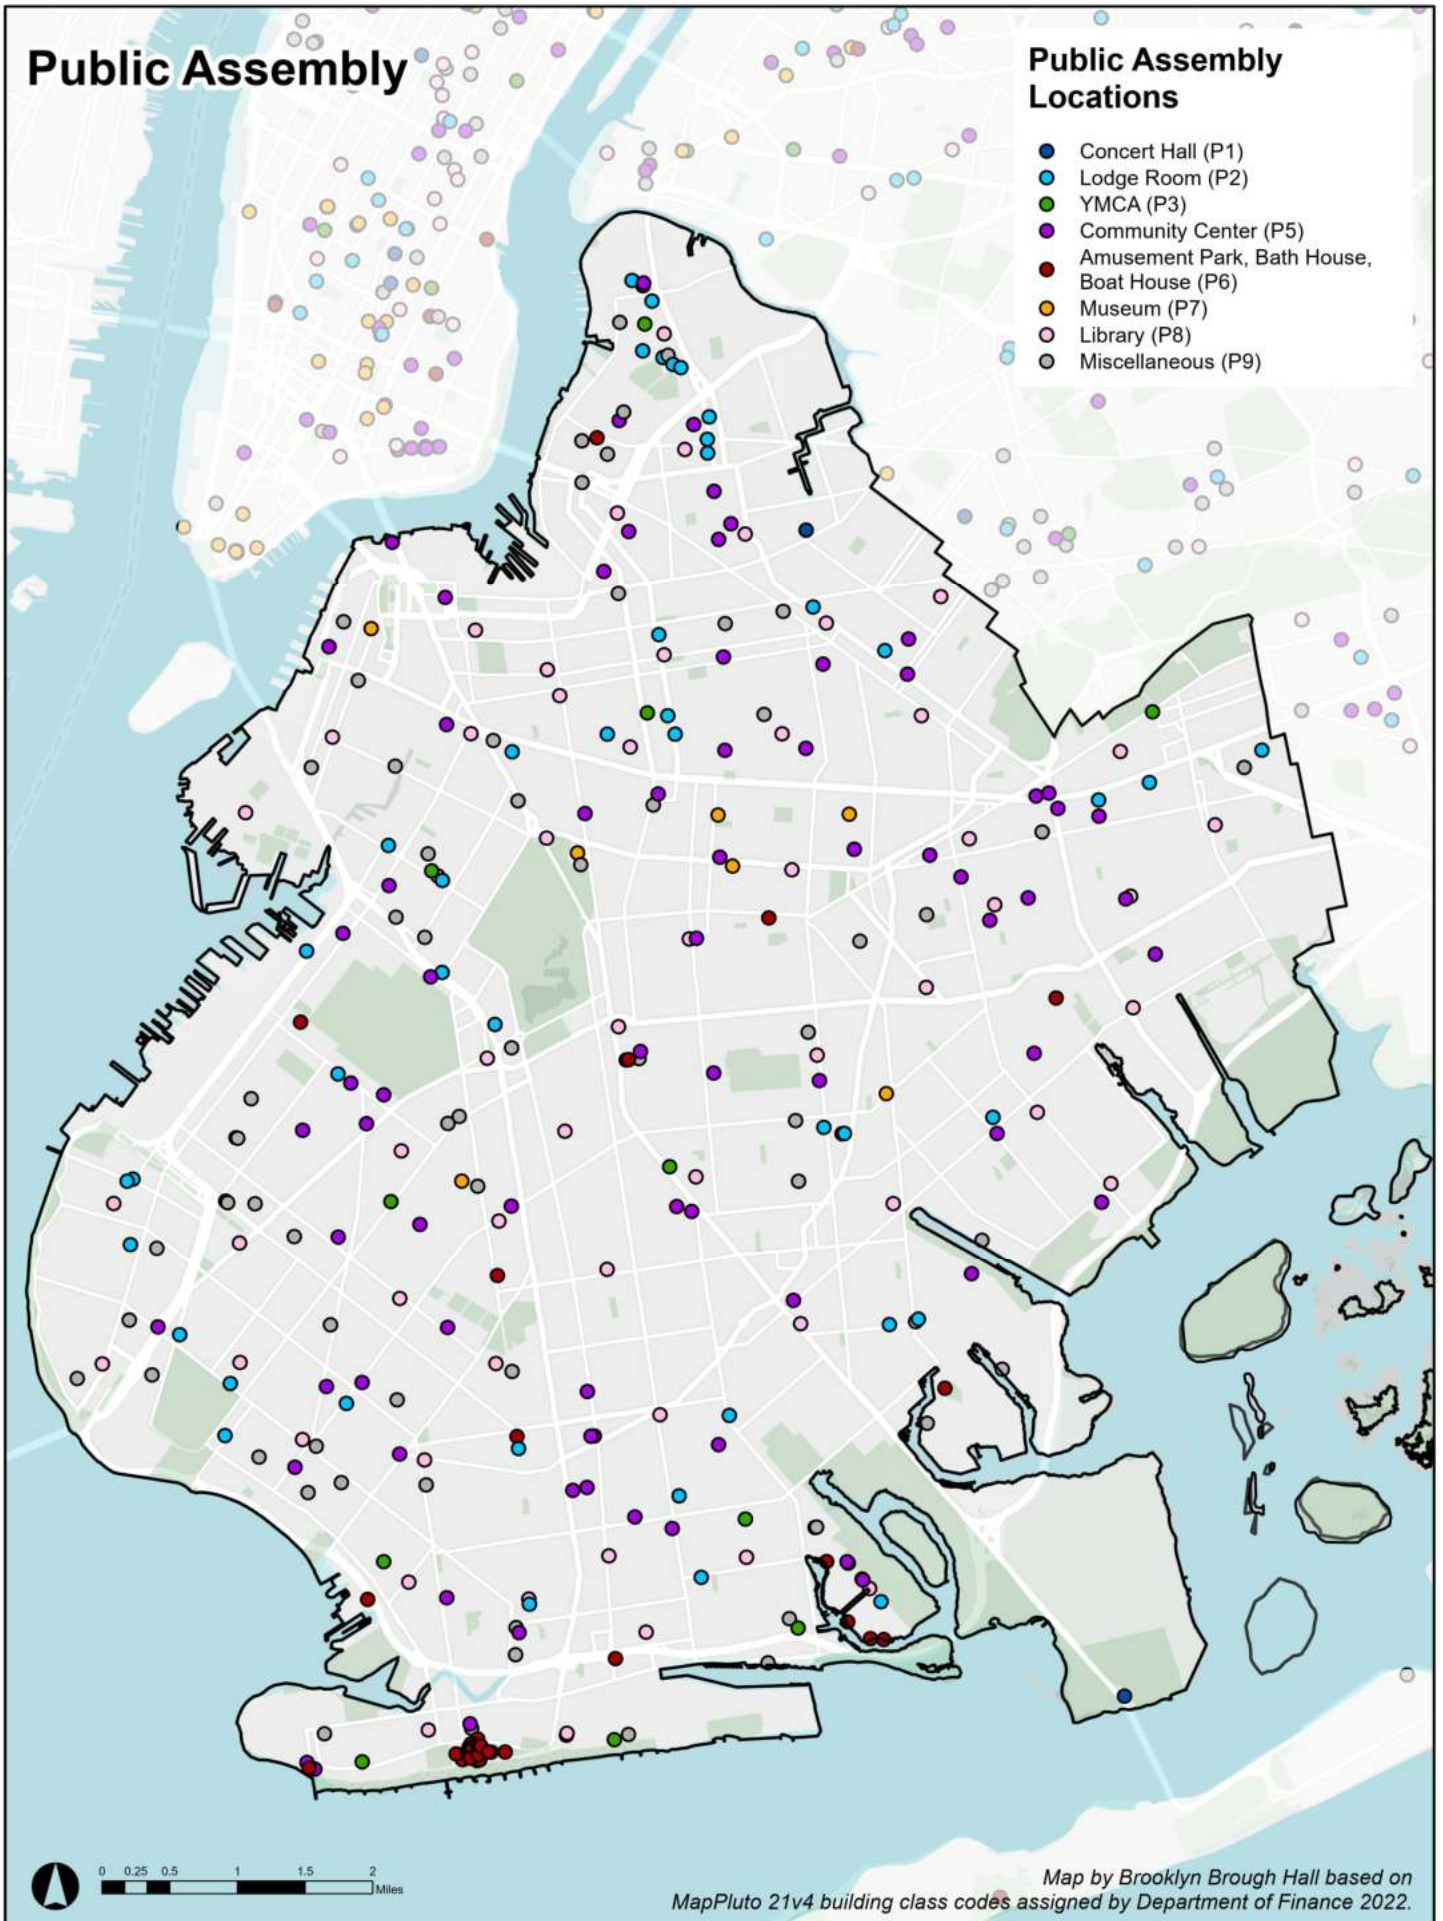 Public Assembly
Public Assembly
Locations
Concert Hall (P1)
Lodge Room (P2)
YMCA (P3)
Community Center (P5)
Amusement Park, Bath House,
Boat House (P6)
Museum (P7)
Library (P8)
Miscellaneous (P9)
0 0.25 0.5 1 1.5 2
Miles
Map by Brooklyn Brough Hall based on
MapPluto 21v4 building class codes assigned by Department of Finance 2022.